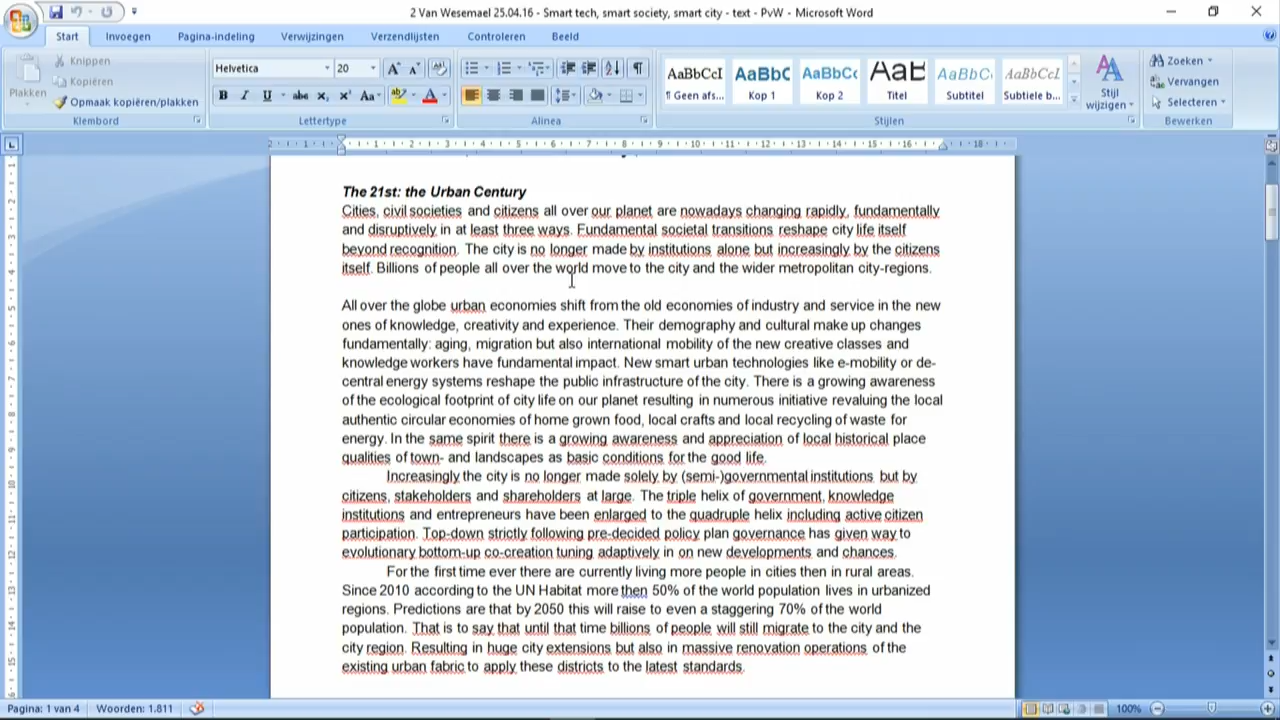 2 Van Wesemael 25.04.16 - Smart tech, smart society, smart city - text - PvW - Microsoft Word
Start Invoegen Pagina-indeling Verwijzingen Verzendlijsten Controleren Beeld
Plakken
Knippen
Kopiëren
Opmaak kopiëren/plakken
Klembord
Helvetica 20
Lettertype
Alinea
AaBbCcI AaBbC AaBbCc AaB AaBbC AaBbCcL
¶ Geen afs... Kop 1 Kop 2 Titel Subtitel Subtiele b...
Stijl wijzigen
Stijlen
Zoeken
Vervangen
Selecteren
Bewerken
2 1 1 2 3 4 5 6 7 8 9 10 11 12 13 14 15 16 18
The 21st: the Urban Century
Cities, civil societies and citizens all over our planet are nowadays changing rapidly, fundamentally
and disruptively in at least three ways. Fundamental societal transitions reshape city life itself
beyond recognition. The city is no longer made by institutions alone but increasingly by the citizens
itself. Billions of people all over the world move to the city and the wider metropolitan city-regions.
All over the globe urban economies shift from the old economies of industry and service in the new
ones of knowledge, creativity and experience. Their demography and cultural make up changes
fundamentally: aging, migration but also international mobility of the new creative classes and
knowledge workers have fundamental impact. New smart urban technologies like e-mobility or de-
central energy systems reshape the public infrastructure of the city. There is a growing awareness
of the ecological footprint of city life on our planet resulting in numerous initiative revaluing the local
authentic circular economies of home grown food, local crafts and local recycling of waste for
energy. In the same spirit there is a growing awareness and appreciation of local historical place
qualities of town- and landscapes as basic conditions for the good life.
Increasingly the city is no longer made solely by (semi-)governmental institutions but by
citizens, stakeholders and shareholders at large. The triple helix of government, knowledge
institutions and entrepreneurs have been enlarged to the quadruple helix including active citizen
participation. Top-down strictly following pre-decided policy plan governance has given way to
evolutionary bottom-up co-creation tuning adaptively in on new developments and chances.
For the first time ever there are currently living more people in cities then in rural areas.
Since 2010 according to the UN Habitat more then 50% of the world population lives in urbanized
regions. Predictions are that by 2050 this will raise to even a staggering 70% of the world
population. That is to say that until that time billions of people will still migrate to the city and the
city region. Resulting in huge city extensions but also in massive renovation operations of the
existing urban fabric to apply these districts to the latest standards.
Pagina: 1 van 4 Woorden: 1.811 100%